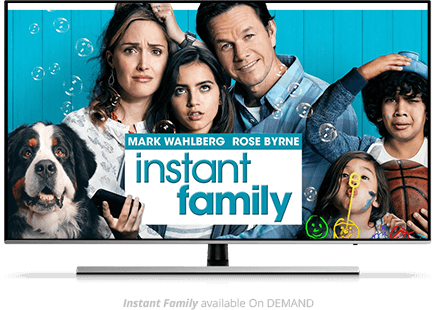 MARK WAHLBERG ROSE BYRNE
instant
family
Instant Family available On DEMAND